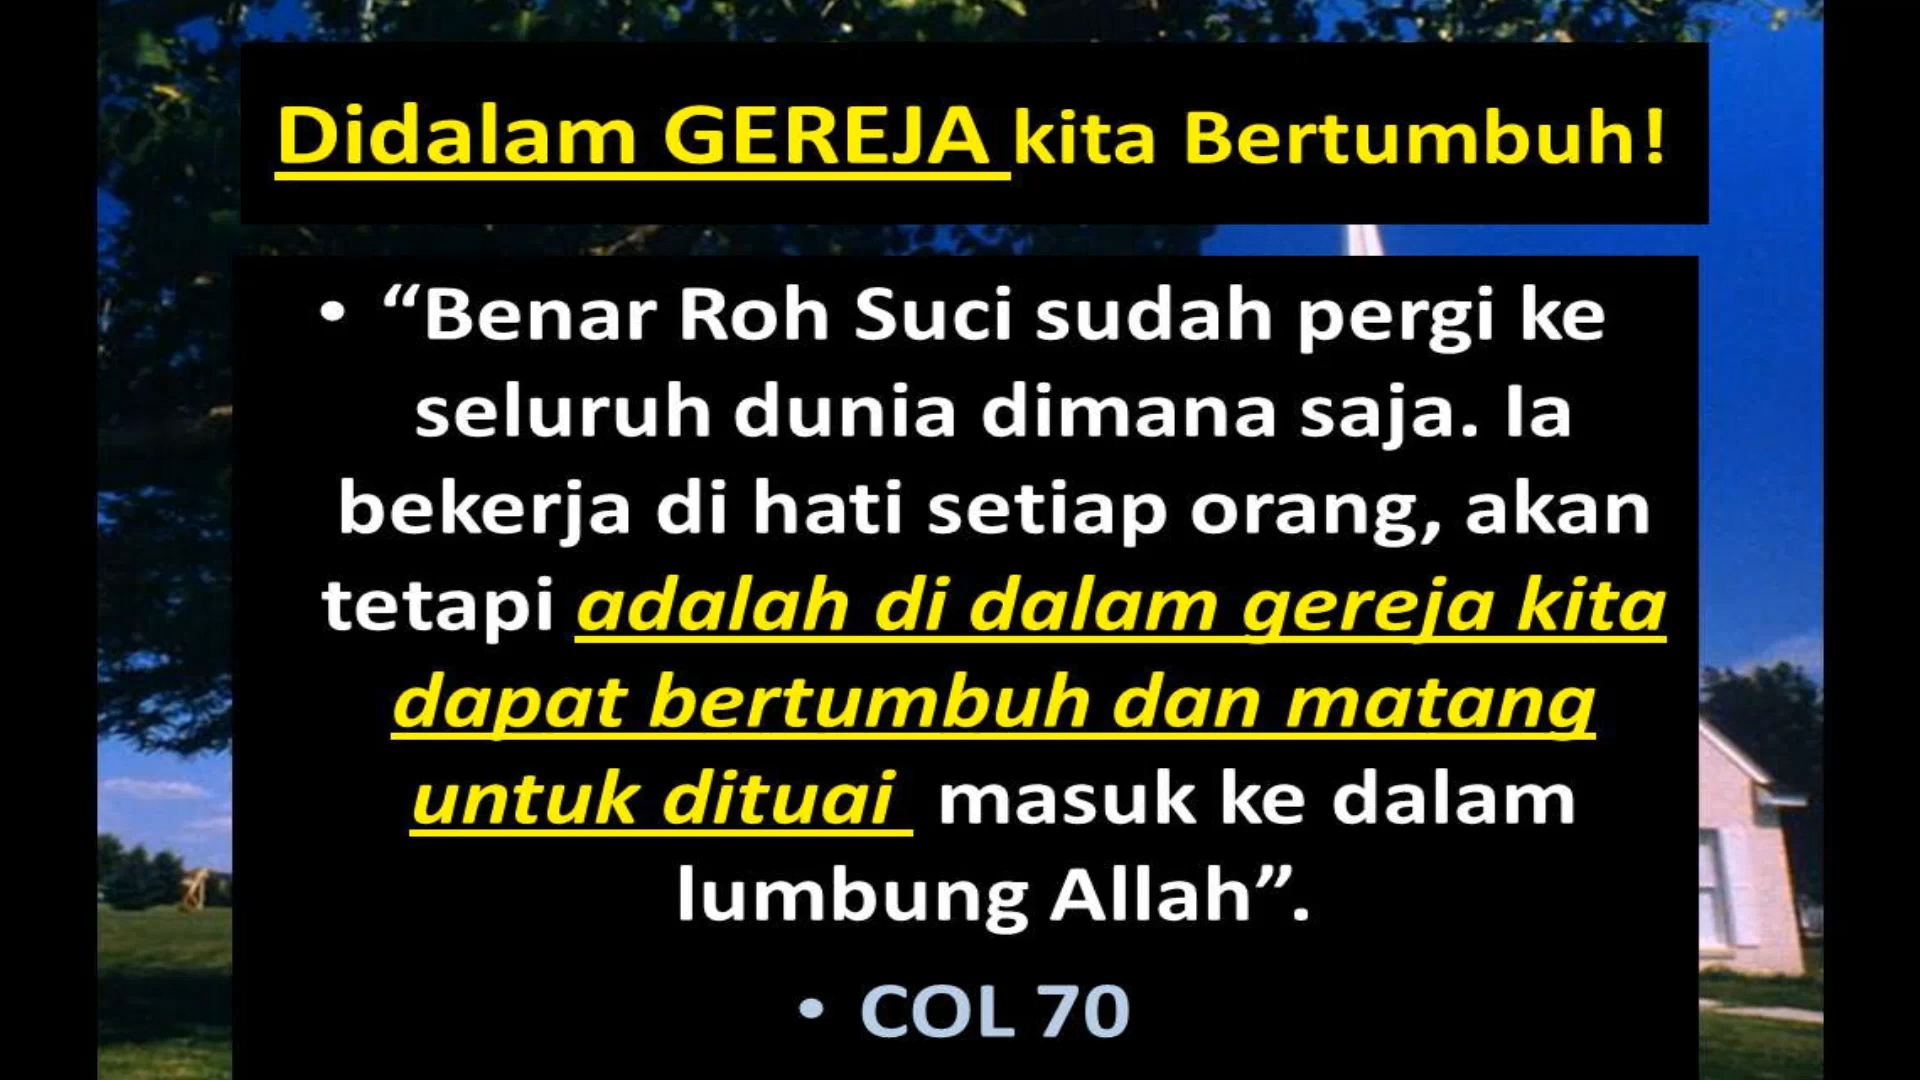 Didalam GEREJA kita Bertumbuh!
• “Benar Roh Suci sudah pergi ke
seluruh dunia dimana saja. Ia
bekerja di hati setiap orang, akan
tetapi adalah di dalam gereja kita
dapat bertumbuh dan matang
untuk dituai masuk ke dalam
lumbung Allah”.
• COL 70